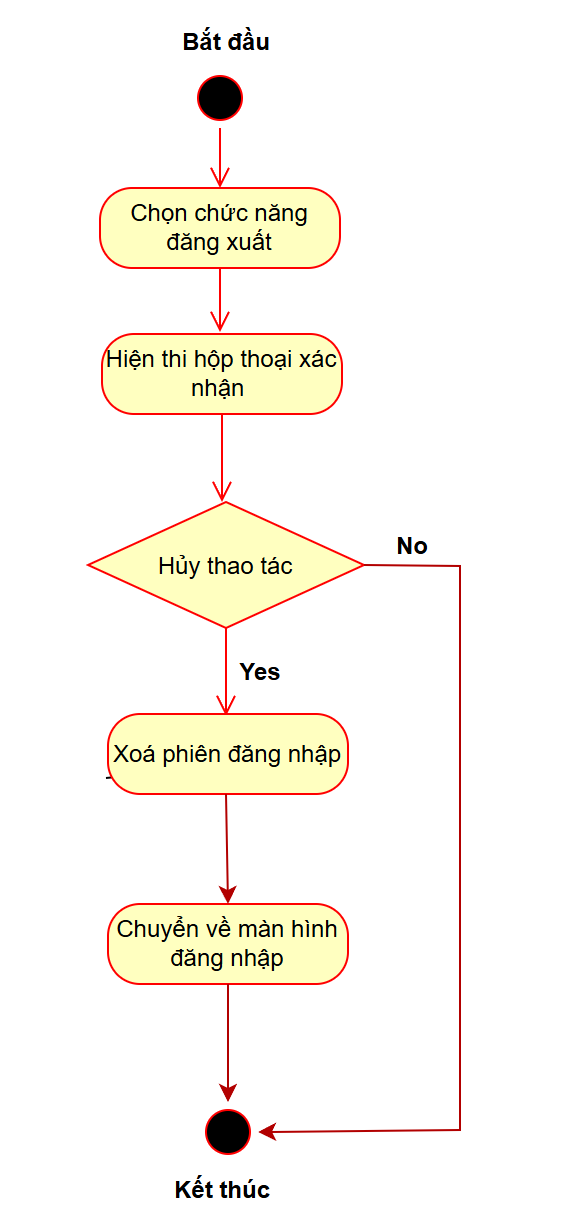 Bắt đầu
Chọn chức năng
đăng xuất
Hiện thi hộp thoại xác
nhận
Hủy thao tác
No
Yes
Xoá phiên đăng nhập
Chuyển về màn hình
đăng nhập
Kết thúc